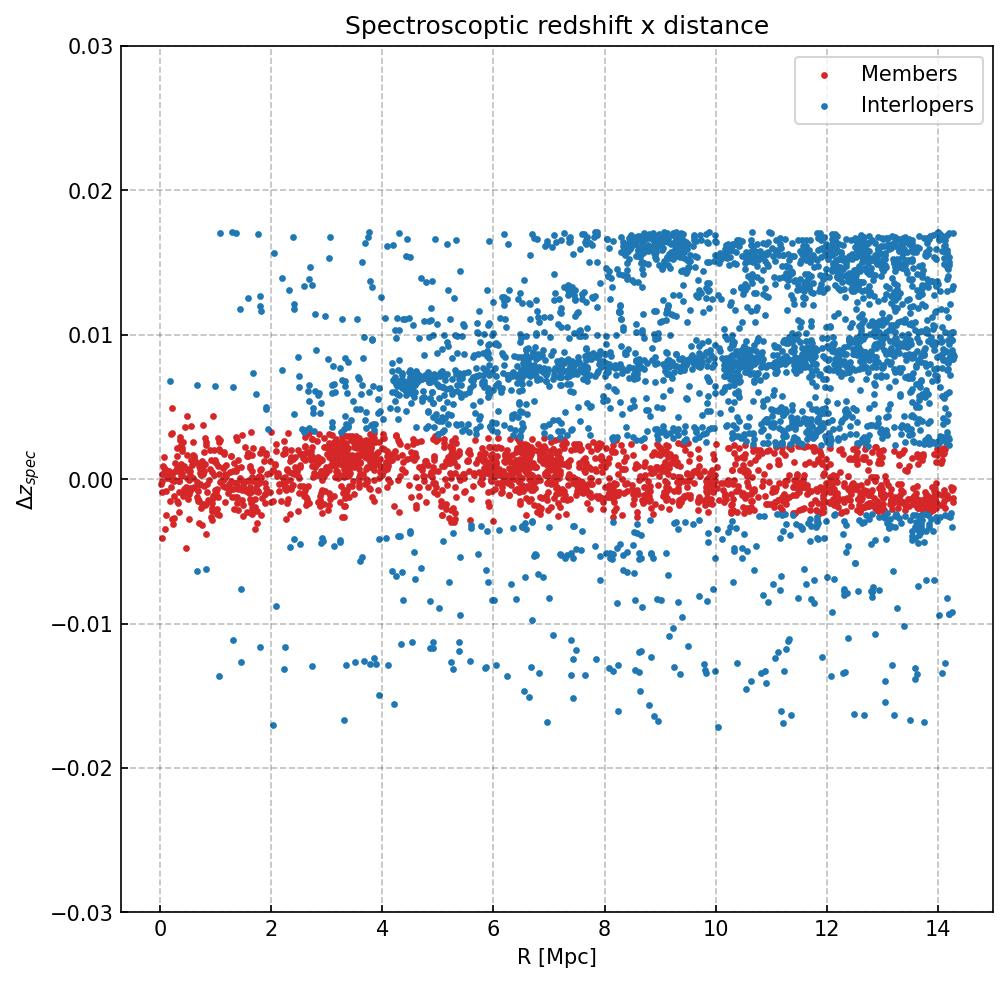 Spectroscoptic redshift x distance
Members
Interlopers
0.03
0.02
0.01
0.00
−0.01
−0.02
−0.03
Δz_spec
0 2 4 6 8 10 12 14
R [Mpc]